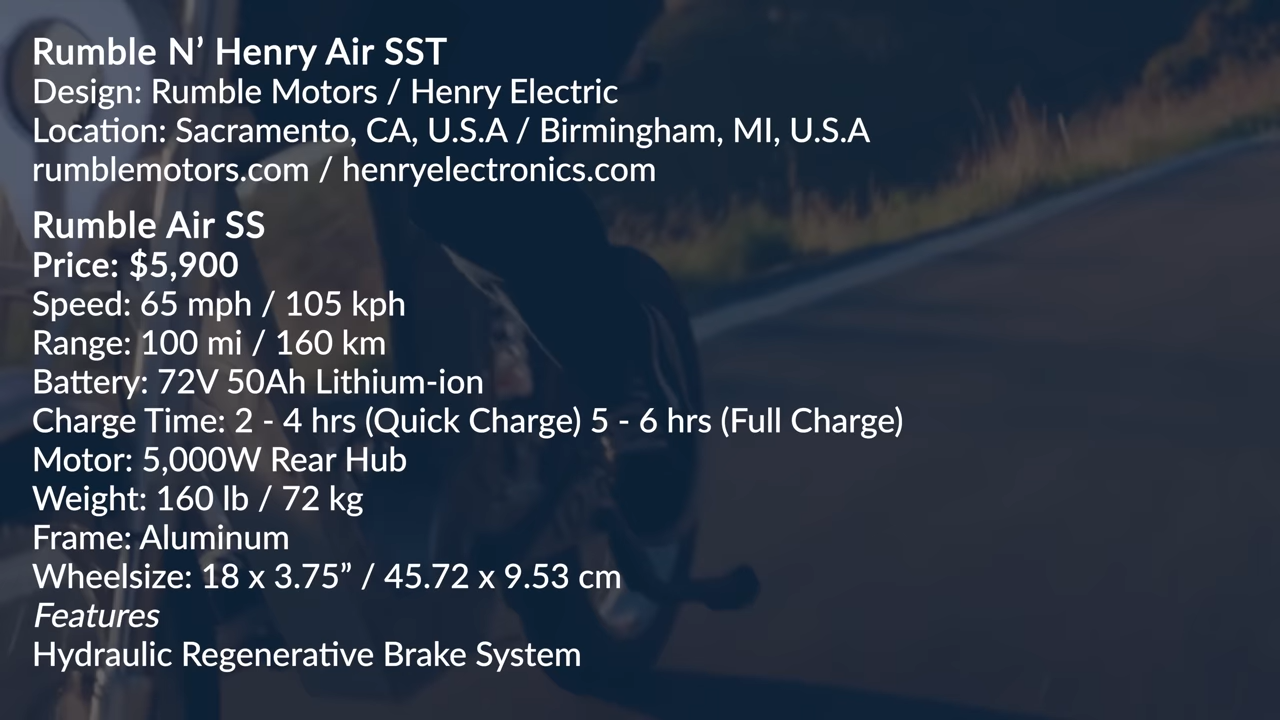 Rumble N’ Henry Air SST
Design: Rumble Motors / Henry Electric
Location: Sacramento, CA, U.S.A / Birmingham, MI, U.S.A
rumblemotors.com / henryelectronics.com
Rumble Air SS
Price: $5,900
Speed: 65 mph / 105 kph
Range: 100 mi / 160 km
Battery: 72V 50Ah Lithium-ion
Charge Time: 2 - 4 hrs (Quick Charge) 5 - 6 hrs (Full Charge)
Motor: 5,000W Rear Hub
Weight: 160 lb / 72 kg
Frame: Aluminum
Wheelsize: 18 x 3.75” / 45.72 x 9.53 cm
Features
Hydraulic Regenerative Brake System